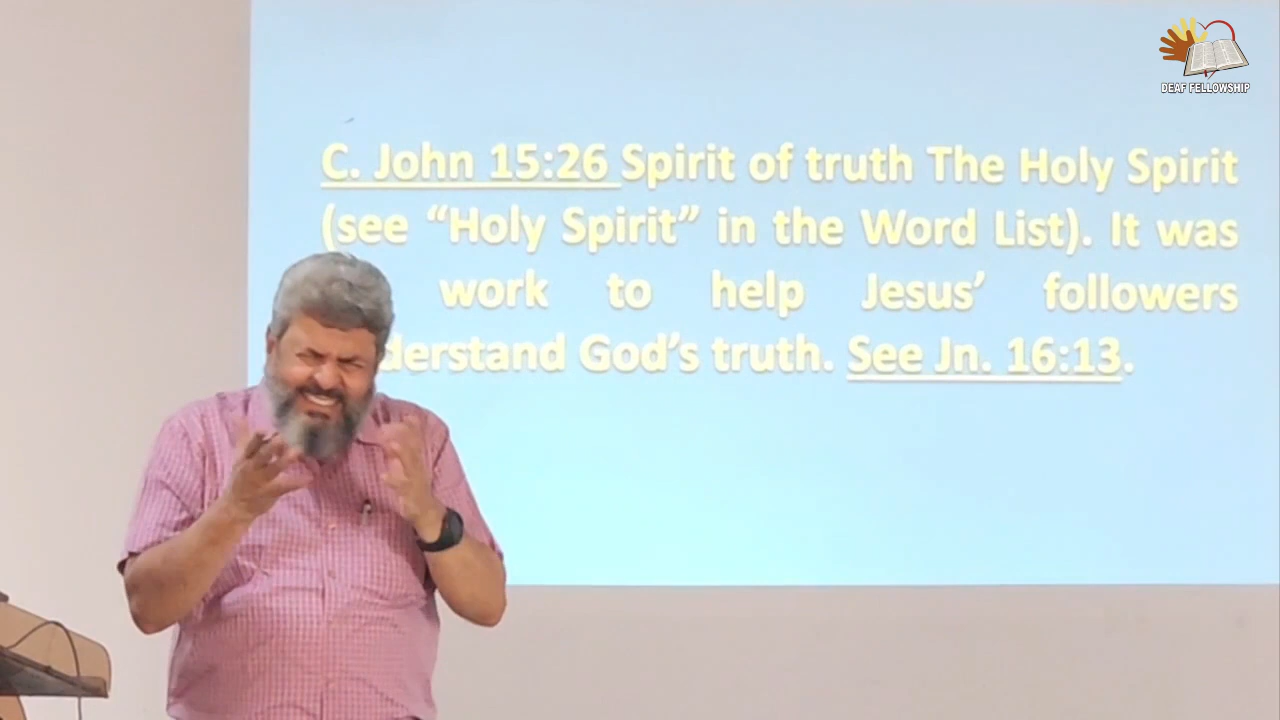 DEAF FELLOWSHIP
C. John 15:26 Spirit of truth The Holy Spirit
(see “Holy Spirit” in the Word List). It was
work to help Jesus’ followers
derstand God’s truth. See Jn. 16:13.